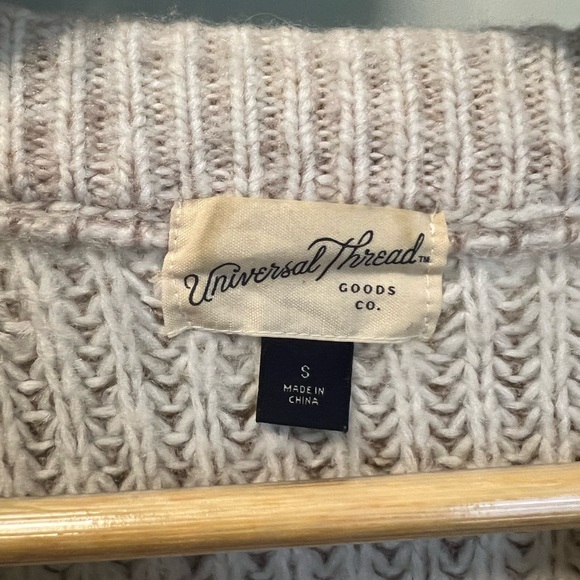 Universal Thread™
GOODS
CO.
S
MADE IN
CHINA